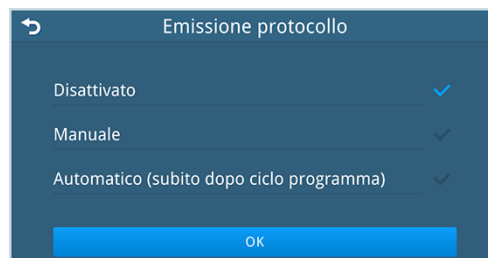 Emissione protocollo
Disattivato
Manuale
Automatico (subito dopo ciclo programma)
OK